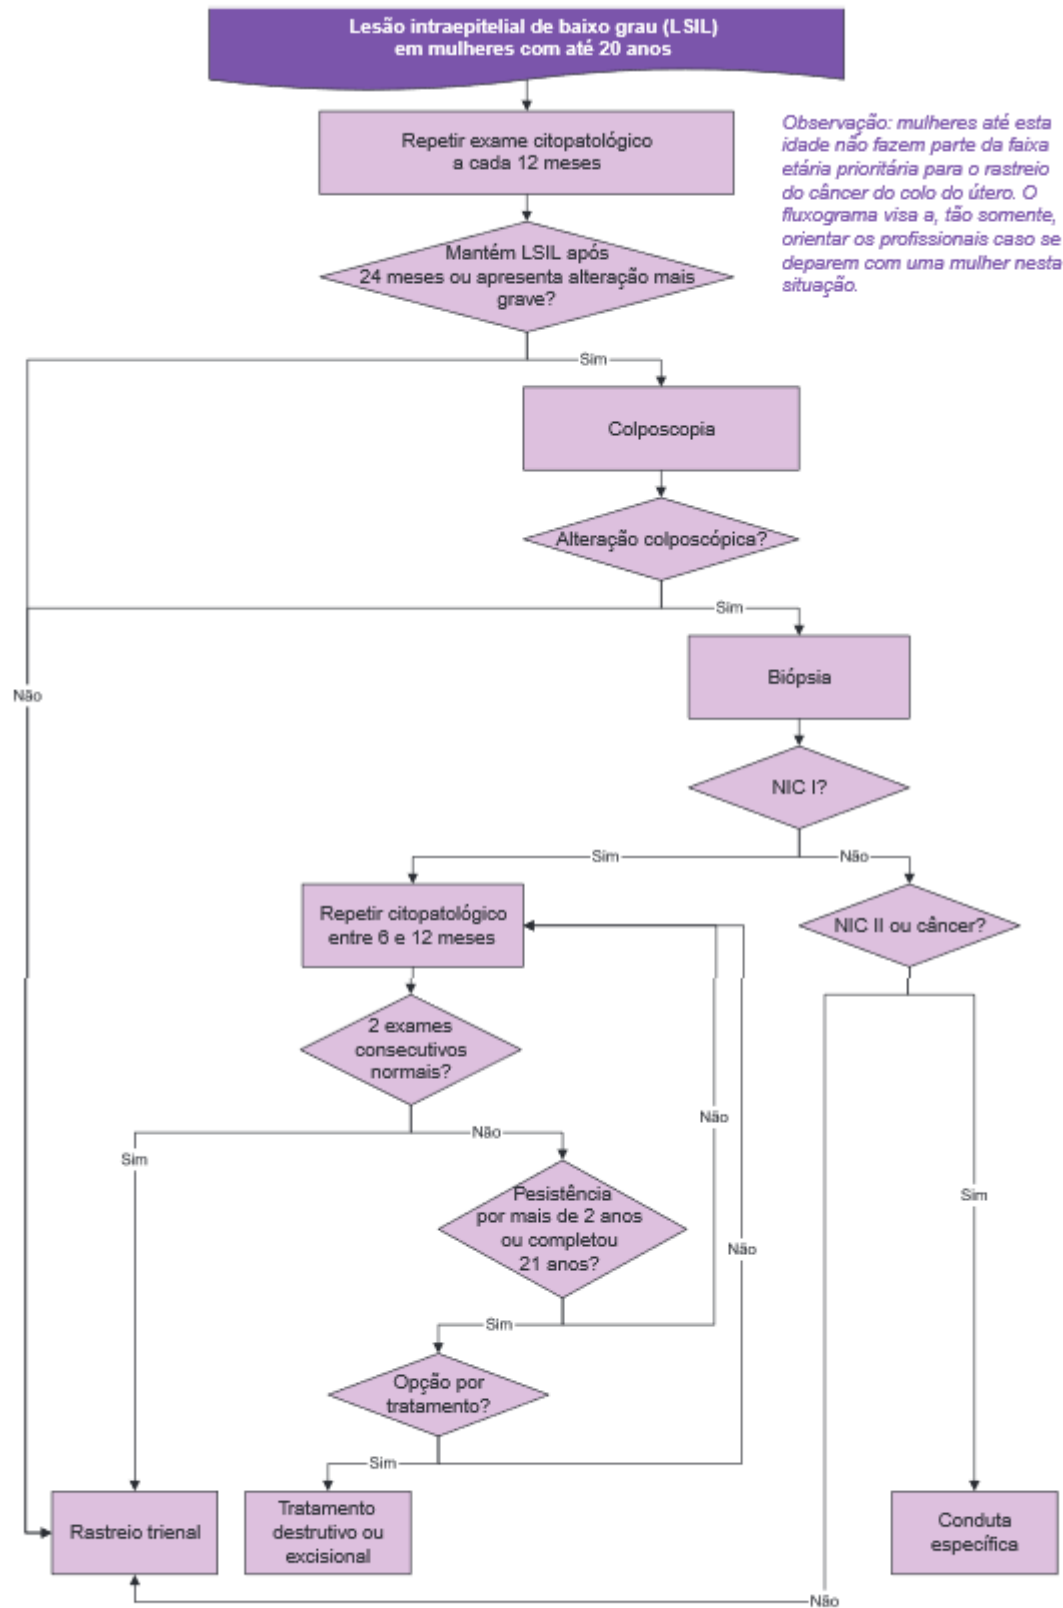 Lesão intraepitelial de baixo grau (LSIL)
em mulheres com até 20 anos
Repetir exame citopatológico
a cada 12 meses
Observação: mulheres até esta
idade não fazem parte da faixa
etária prioritária para o rastreio
do câncer do colo do útero. O
fluxograma visa a, tão somente,
orientar os profissionais caso se
deparem com uma mulher nesta
situação.
Mantém LSIL após
24 meses ou apresenta alteração mais
grave?
Sim
Colposcopia
Alteração colposcópica?
Sim
Não
Biópsia
NIC I?
Sim
Não
Repetir citopatológico
entre 6 e 12 meses
NIC II ou câncer?
2 exames
consecutivos
normais?
Não
Não
Sim
Pesistência
por mais de 2 anos
ou completou
21 anos?
Sim
Não
Sim
Opção por
tratamento?
Sim
Rastreio trienal
Tratamento
destrutivo ou
excisional
Conduta
específica
Não